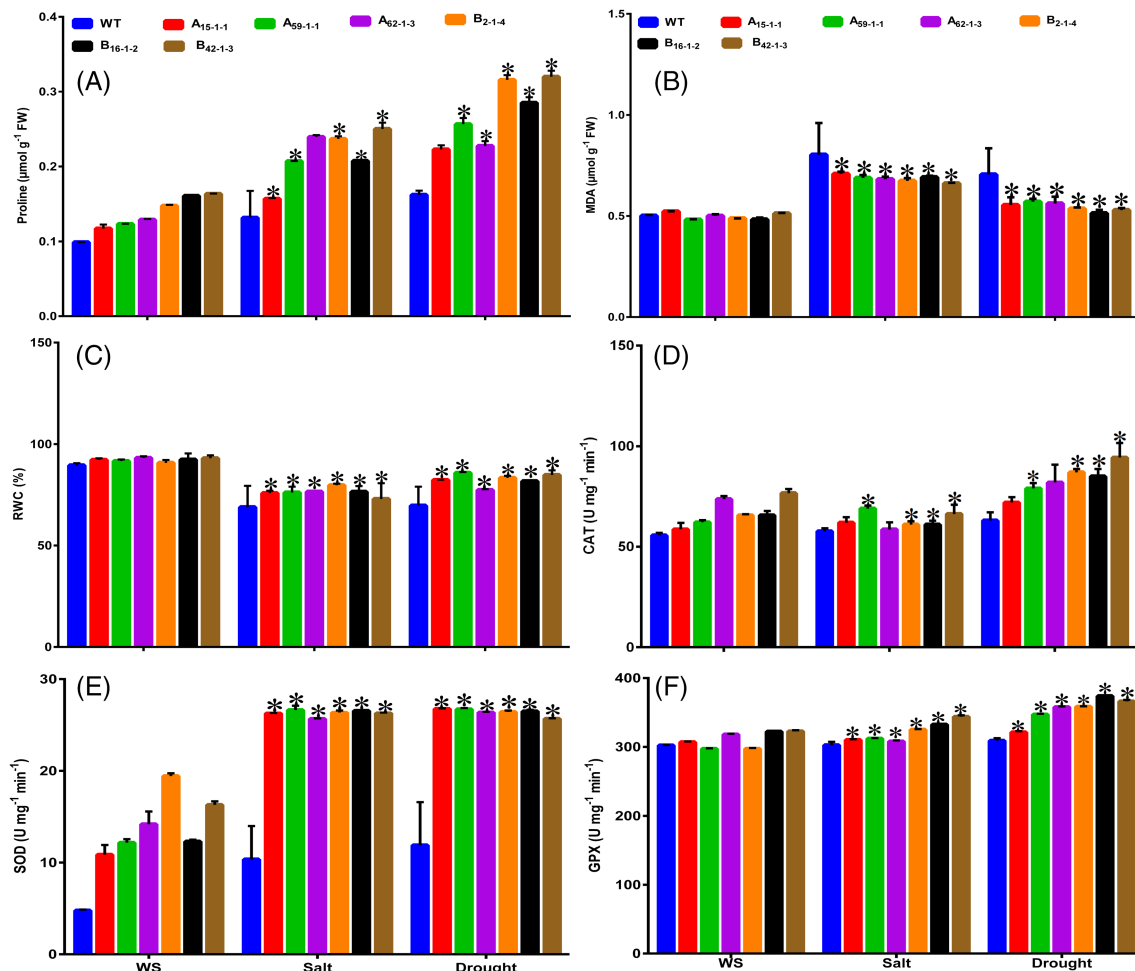 WT A15-1-1 A59-1-1 A62-1-3 B2-1-4
B16-1-2 B42-1-3
WT A15-1-1 A59-1-1 A62-1-3 B2-1-4
B16-1-2 B42-1-3
(A)
Proline (µmol g-1 FW)
0.4
0.3
0.2
0.1
0.0
* * * * *
* * * * *
(B)
MDA (µmol g-1 FW)
1.5
1.0
0.5
0.0
* * * * * *
* * * * * *
(C)
RWC (%)
150
100
50
0
* * * * * *
* * * * * *
(D)
CAT (U mg-1 min-1)
150
100
50
0
* * * *
* * * *
(E)
SOD (U mg-1 min-1)
30
20
10
0
* * * * * *
* * * * * *
WS Salt Drought
(F)
GPX (U mg-1 min-1)
400
300
200
100
0
* * * * * *
* * * * * *
WS Salt Drought